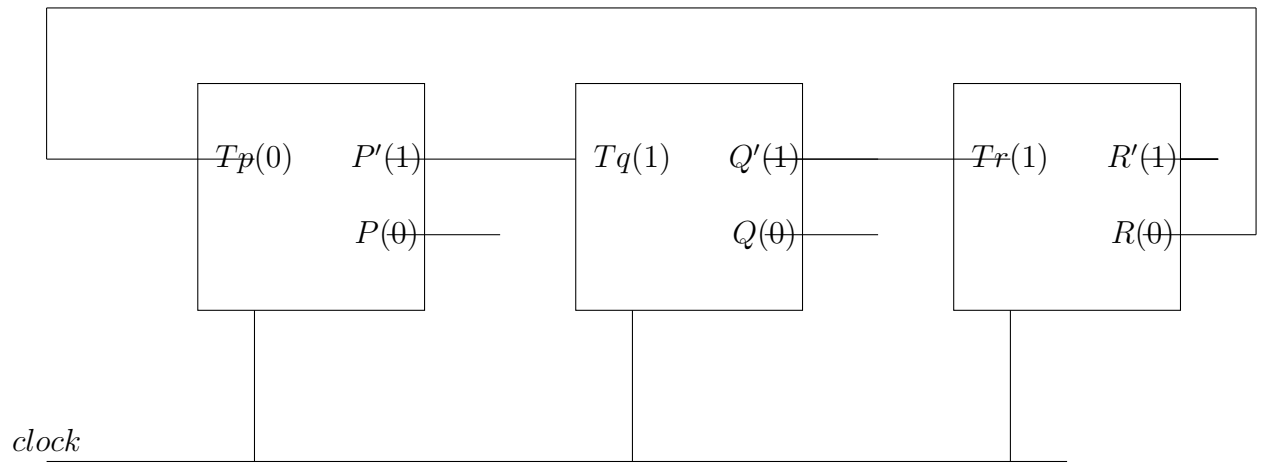 Tp(0) P′(1) Tq(1) Q′(1) Tr(1) R′(1)
P(0) Q(0) R(0)
clock